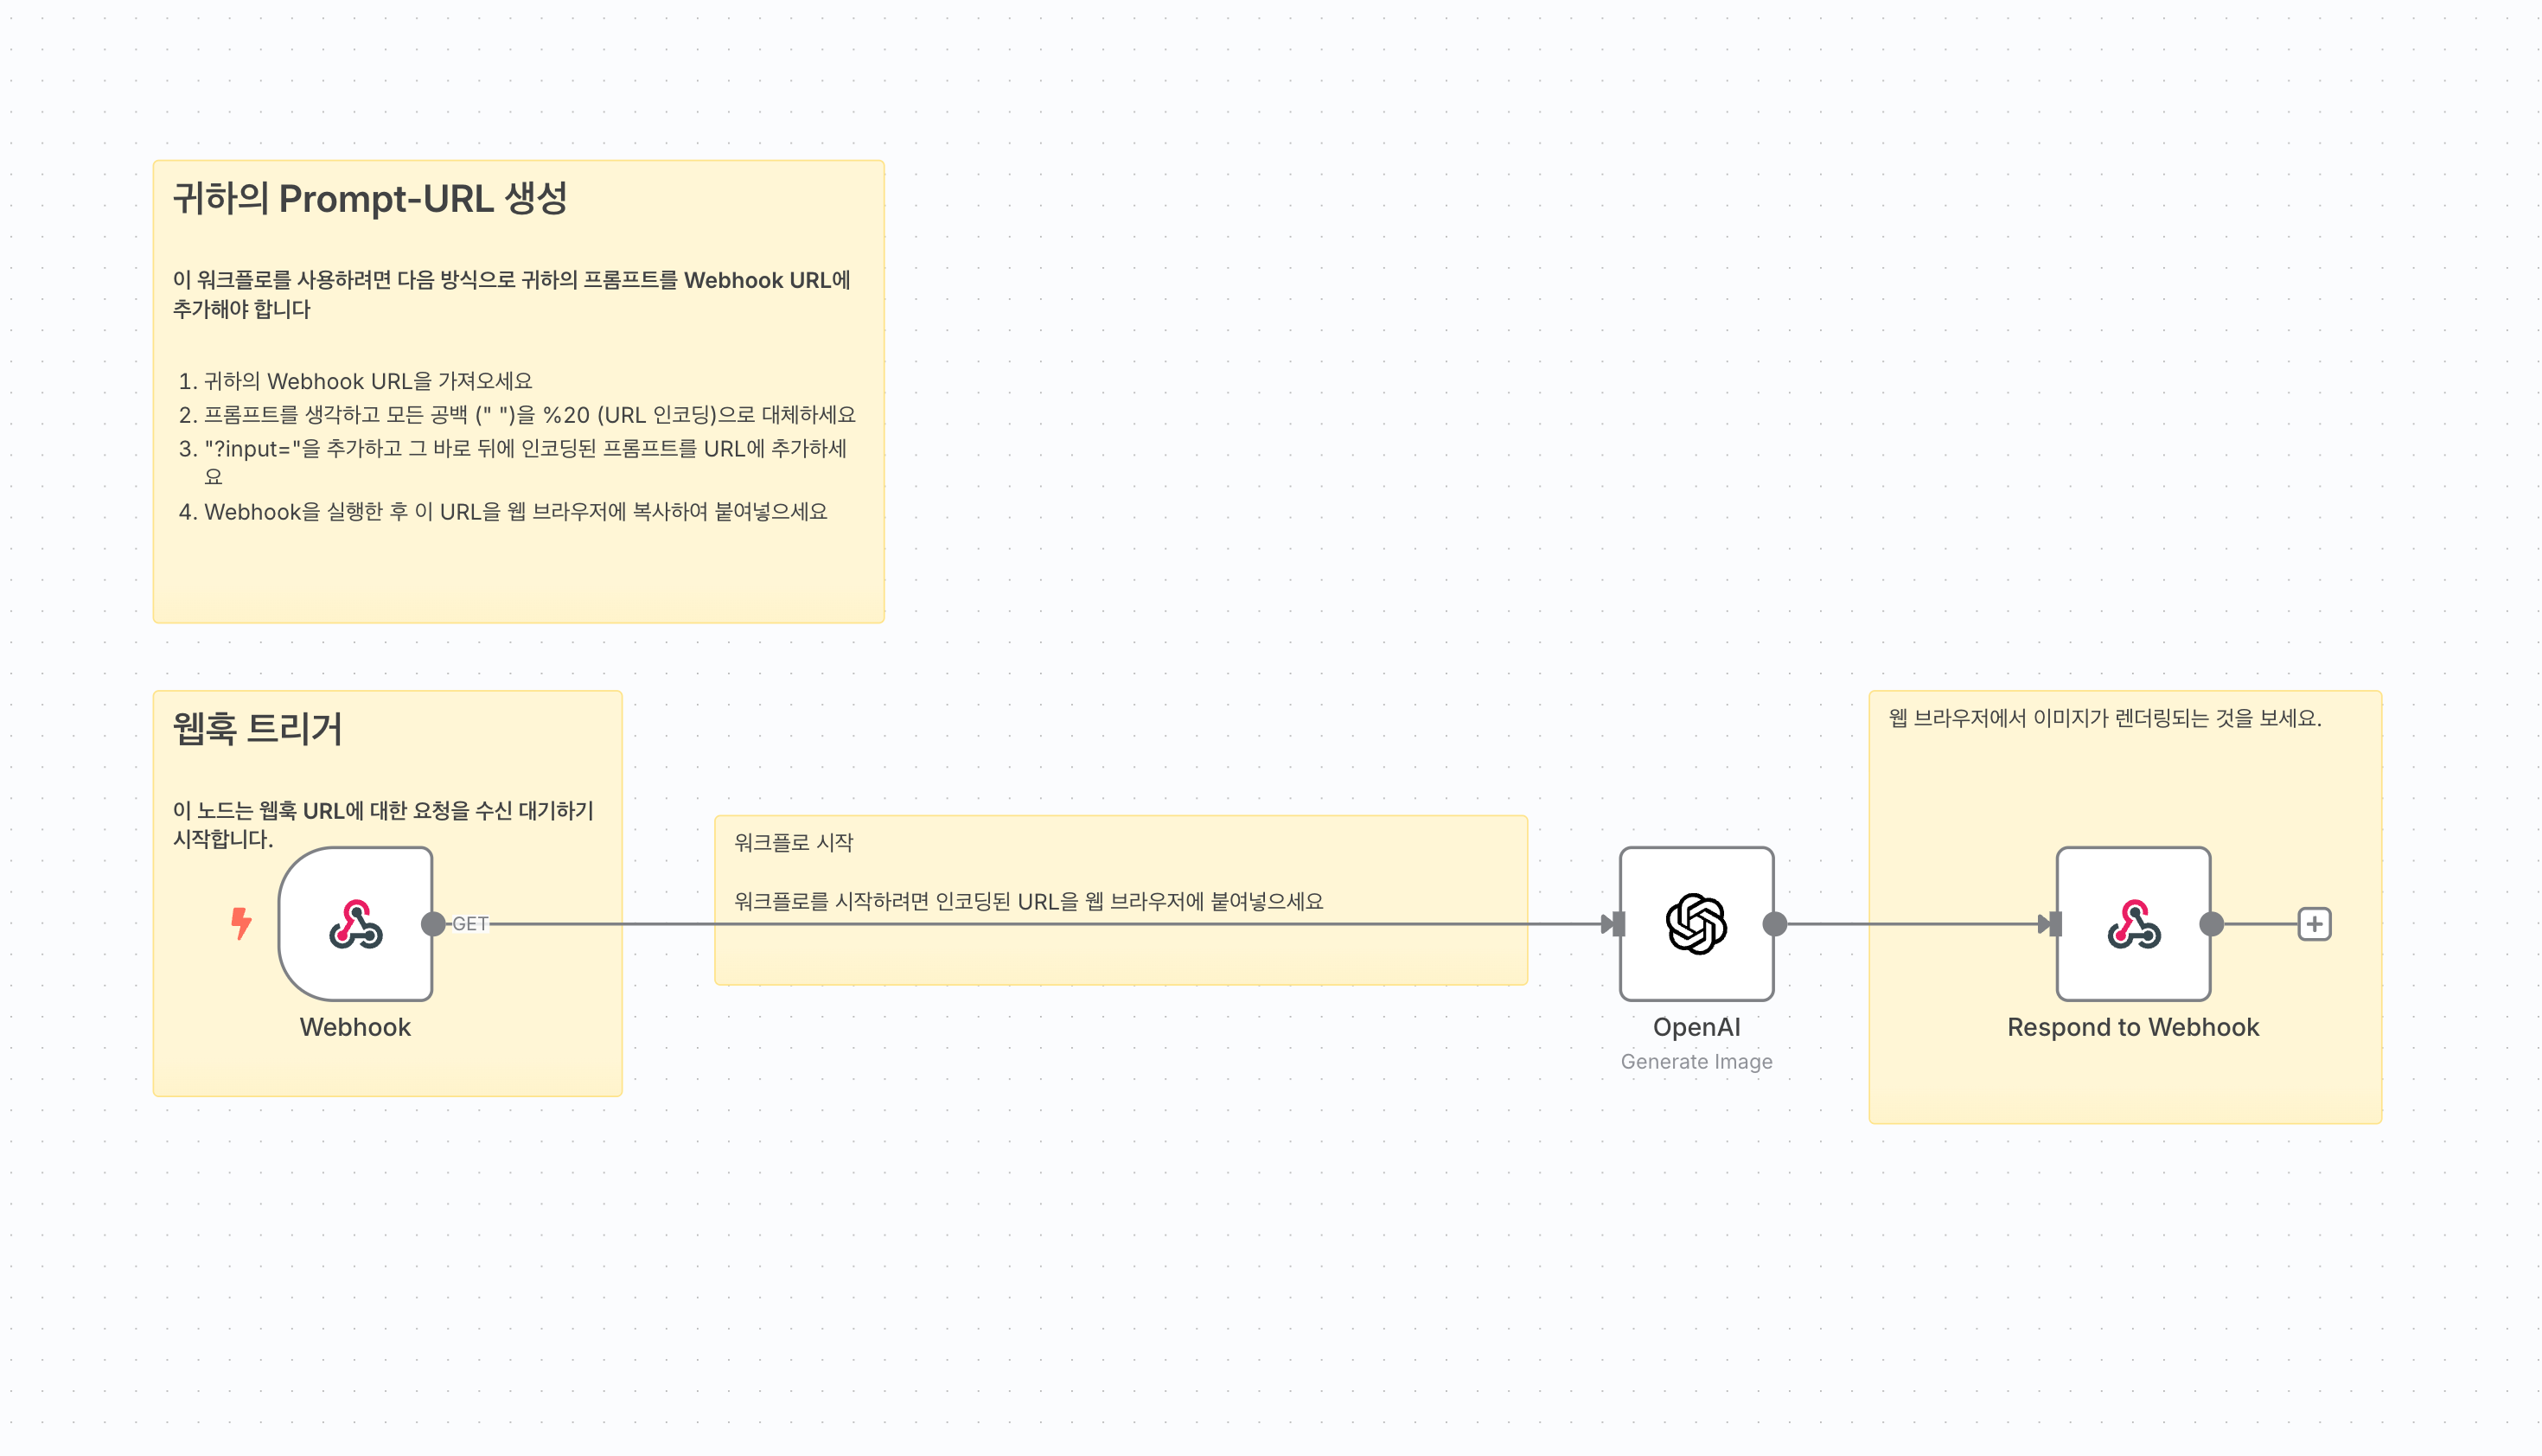 귀하의 Prompt-URL 생성
이 워크플로를 사용하려면 다음 방식으로 귀하의 프롬프트를 Webhook URL에
추가해야 합니다
1. 귀하의 Webhook URL을 가져오세요
2. 프롬프트를 생각하고 모든 공백 (" ")을 %20 (URL 인코딩)으로 대체하세요
3. "?input="을 추가하고 그 바로 뒤에 인코딩된 프롬프트를 URL에 추가하세
요
4. Webhook을 실행한 후 이 URL을 웹 브라우저에 복사하여 붙여넣으세요
웹훅 트리거
이 노드는 웹훅 URL에 대한 요청을 수신 대기하기
시작합니다.
GET
Webhook
워크플로 시작
워크플로를 시작하려면 인코딩된 URL을 웹 브라우저에 붙여넣으세요
OpenAI
Generate Image
웹 브라우저에서 이미지가 렌더링되는 것을 보세요.
Respond to Webhook